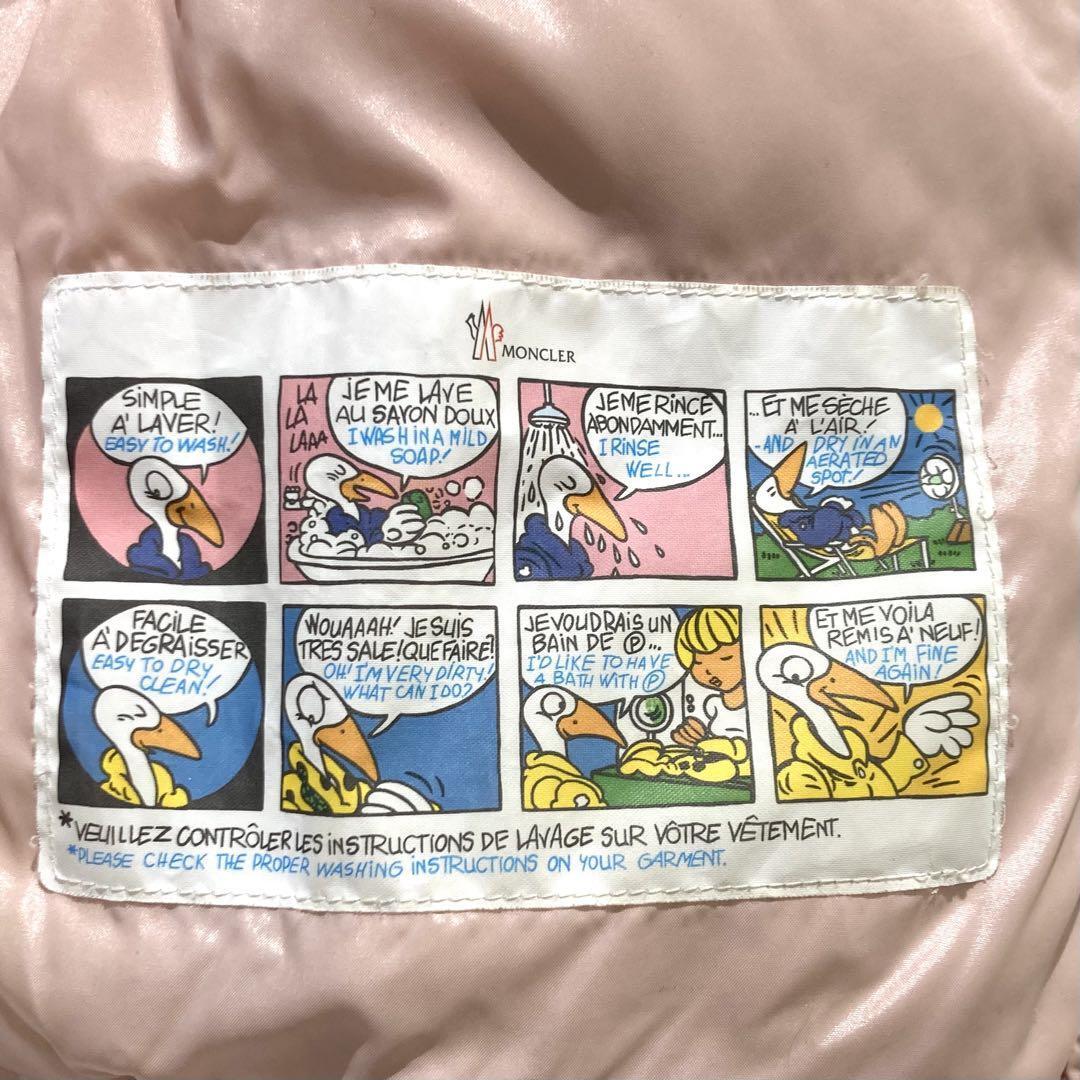 MONCLER
SIMPLE
A' LAVER!
EASY TO WASH!
LA
LA
LAAA
JE ME LAVE
AU SAVON DOUX
I WASH IN A MILD
SOAP!
JE ME RINCE
ABONDAMMENT...
I RINSE
WELL...
...ET ME SÈCHE
A' L'AIR!
..AND DRY IN AN
AERATED
SPOT!
FACILE
A' DEGRAISSER
EASY TO DRY
CLEAN!
WOUAAAH! JE SUIS
TRES SALE! QUE FAIRE?
OH! I'M VERY DIRTY!
WHAT CAN I DO?
JE VOUDRAIS UN
BAIN DE Ⓟ...
I'D LIKE TO HAVE
A BATH WITH Ⓟ
ET ME VOILA
REMIS A' NEUF!
AND I'M FINE
AGAIN!
*VEUILLEZ CONTRÔLER LES INSTRUCTIONS DE LAVAGE SUR VÔTRE VÊTEMENT.
*PLEASE CHECK THE PROPER WASHING INSTRUCTIONS ON YOUR GARMENT.